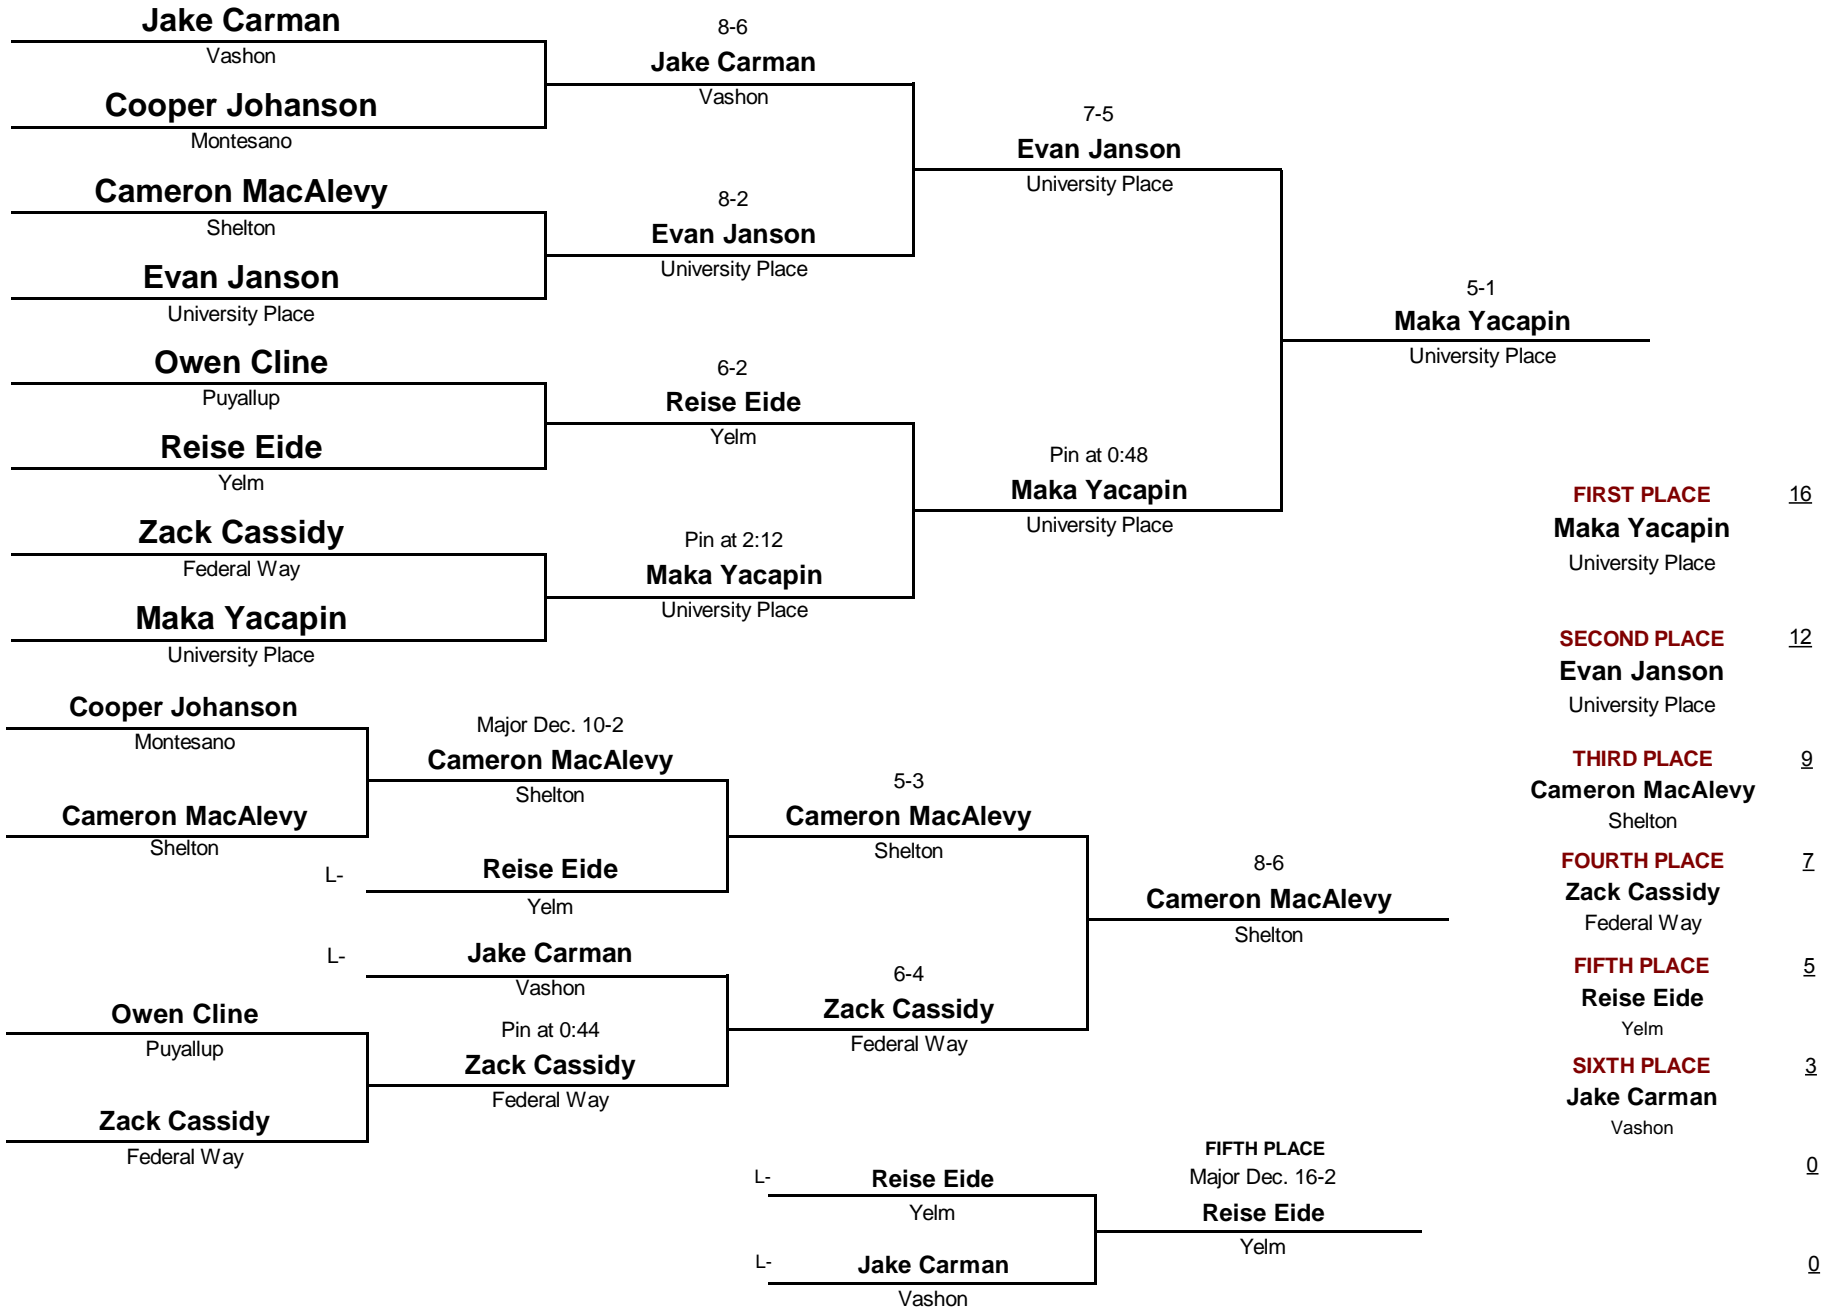 Jake Carman
Vashon
Cooper Johanson
Montesano
Cameron MacAlevy
Shelton
Evan Janson
University Place
Owen Cline
Puyallup
Reise Eide
Yelm
Zack Cassidy
Federal Way
Maka Yacapin
University Place
8-6
Jake Carman
Vashon
8-2
Evan Janson
University Place
6-2
Reise Eide
Yelm
Pin at 2:12
Maka Yacapin
University Place
7-5
Evan Janson
University Place
Pin at 0:48
Maka Yacapin
University Place
5-1
Maka Yacapin
University Place
Cooper Johanson
Montesano
Cameron MacAlevy
Shelton
L-
L-
Owen Cline
Puyallup
Zack Cassidy
Federal Way
Major Dec. 10-2
Cameron MacAlevy
Shelton
Reise Eide
Yelm
Jake Carman
Vashon
Pin at 0:44
Zack Cassidy
Federal Way
5-3
Cameron MacAlevy
Shelton
6-4
Zack Cassidy
Federal Way
8-6
Cameron MacAlevy
Shelton
L- Reise Eide
Yelm
L- Jake Carman
Vashon
FIFTH PLACE
Major Dec. 16-2
Reise Eide
Yelm
FIRST PLACE 16
Maka Yacapin
University Place
SECOND PLACE 12
Evan Janson
University Place
THIRD PLACE 9
Cameron MacAlevy
Shelton
FOURTH PLACE 7
Zack Cassidy
Federal Way
FIFTH PLACE 5
Reise Eide
Yelm
SIXTH PLACE 3
Jake Carman
Vashon
0
0